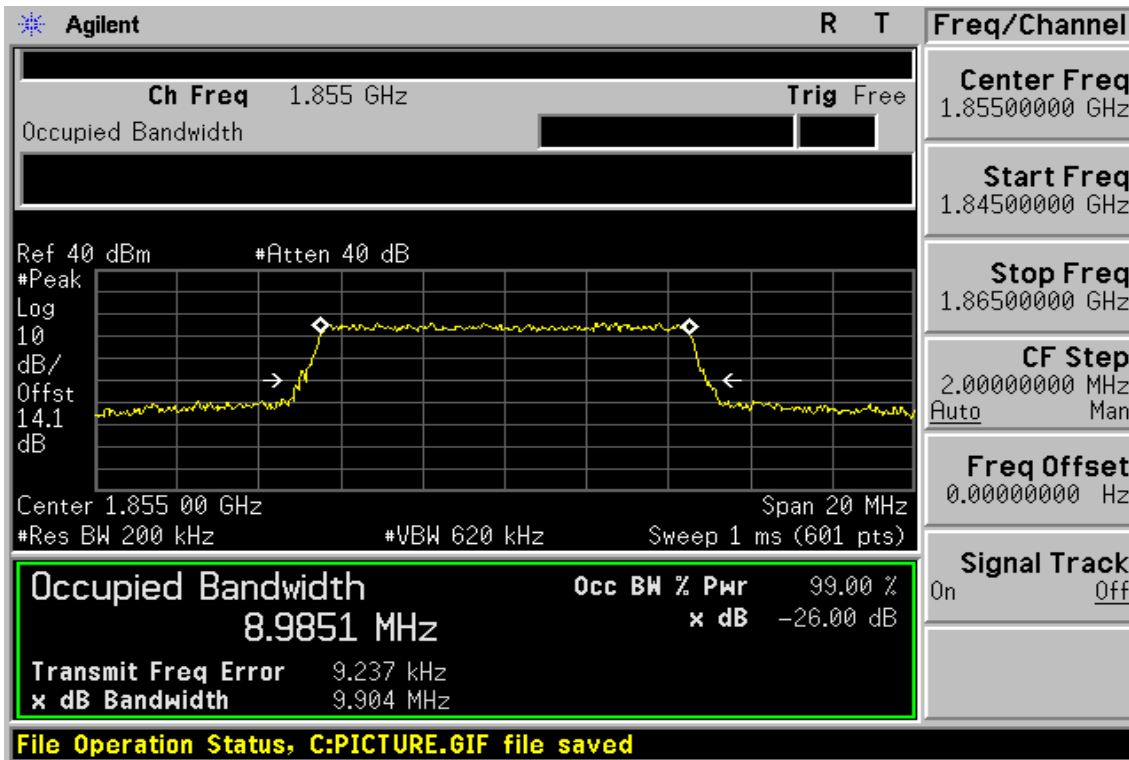 Agilent R T
Ch Freq 1.855 GHz Trig Free
Occupied Bandwidth
Ref 40 dBm #Atten 40 dB
#Peak
Log
10
dB/
Offst
14.1
dB
Center 1.855 00 GHz Span 20 MHz
#Res BW 200 kHz #VBW 620 kHz Sweep 1 ms (601 pts)
Occupied Bandwidth Occ BW % Pwr 99.00 %
8.9851 MHz x dB -26.00 dB
Transmit Freq Error 9.237 kHz
x dB Bandwidth 9.904 MHz
File Operation Status, C:PICTURE.GIF file saved
Freq/Channel
Center Freq
1.85500000 GHz
Start Freq
1.84500000 GHz
Stop Freq
1.86500000 GHz
CF Step
2.00000000 MHz
Auto Man
Freq Offset
0.00000000 Hz
Signal Track
On Off